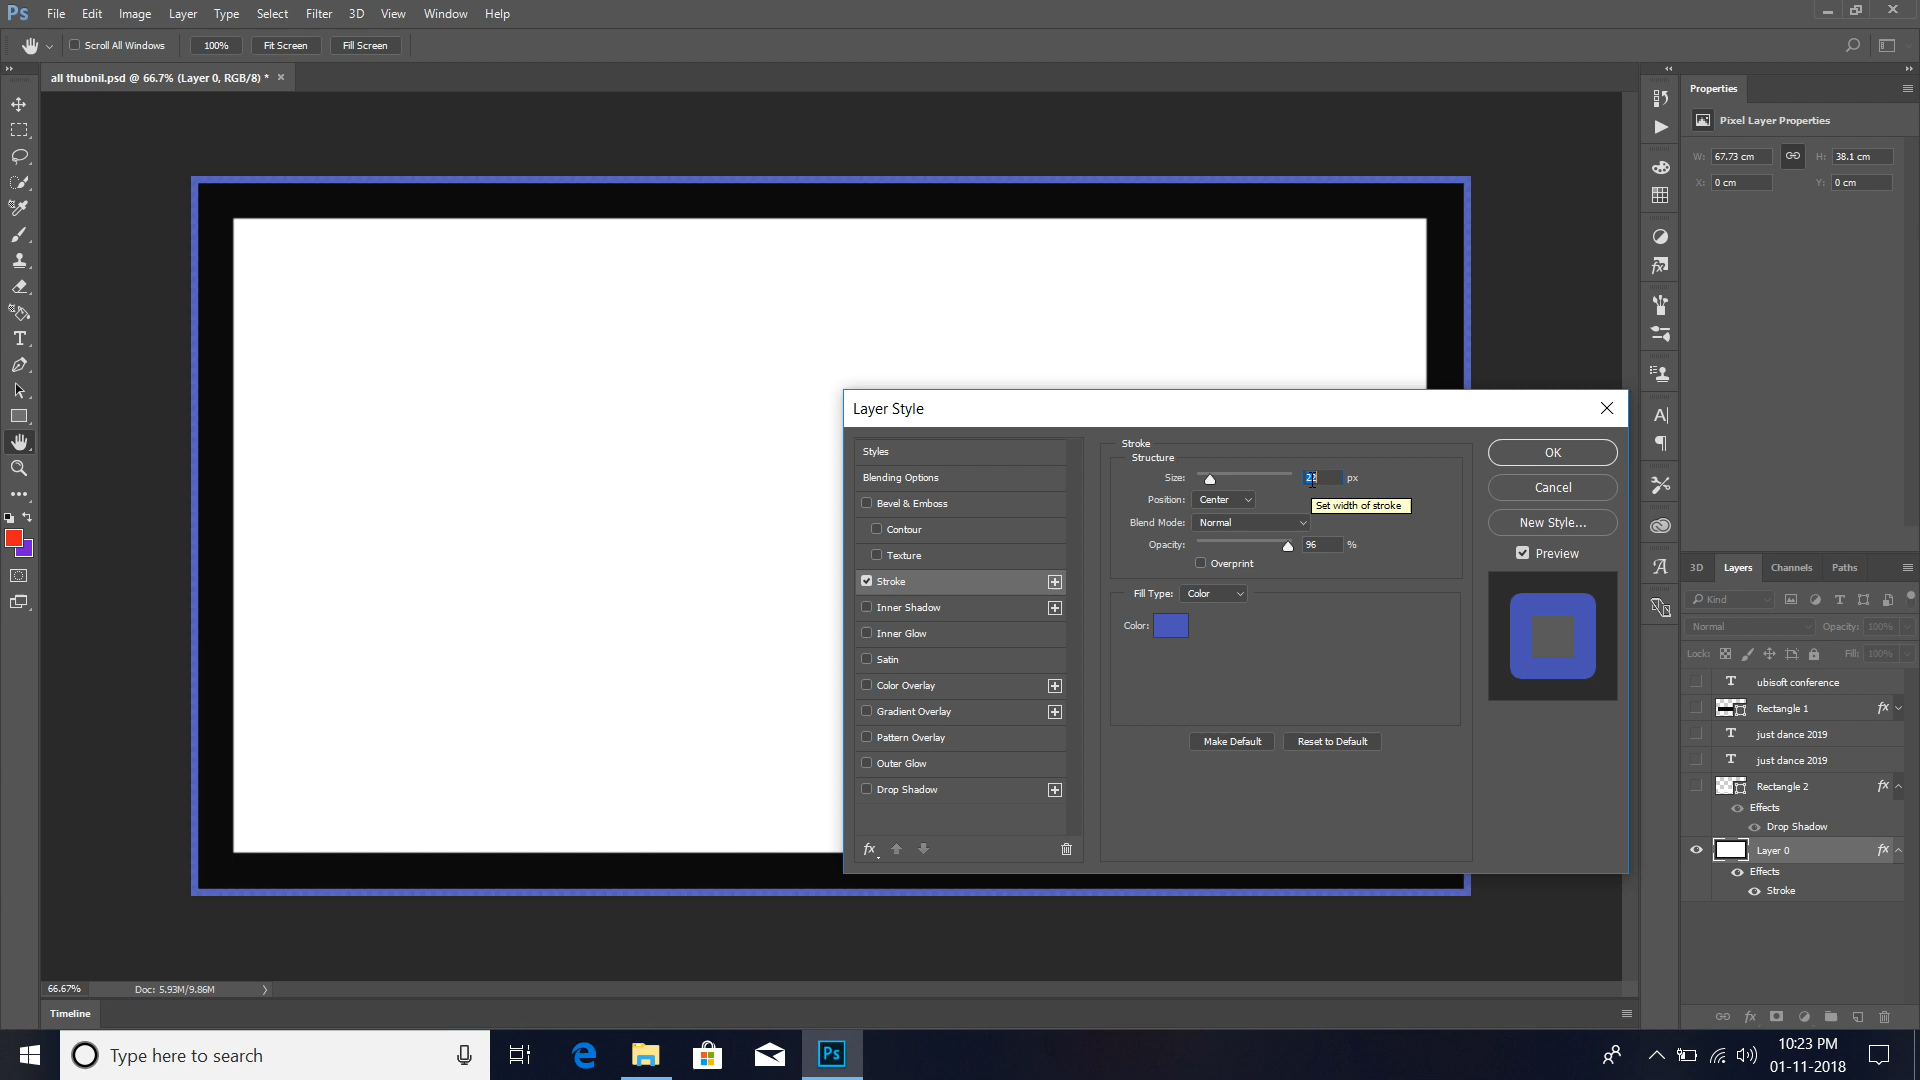 Ps File Edit Image Layer Type Select Filter 3D View Window Help
Scroll All Windows 100% Fit Screen Fill Screen
all thubnil.psd @ 66.7% (Layer 0, RGB/8) *
Properties
Pixel Layer Properties
W: 67.73 cm H: 38.1 cm
X: 0 cm Y: 0 cm
Layer Style
Styles
Blending Options
Bevel & Emboss
Contour
Texture
Stroke
Inner Shadow
Inner Glow
Satin
Color Overlay
Gradient Overlay
Pattern Overlay
Outer Glow
Drop Shadow
fx
Stroke
Structure
Size: 22 px
Set width of stroke
Position: Center
Blend Mode: Normal
Opacity: 96 %
Overprint
Fill Type: Color
Color:
Make Default Reset to Default
OK
Cancel
New Style...
Preview
3D Layers Channels Paths
Kind
Normal Opacity: 100%
Lock: Fill: 100%
ubisoft conference
Rectangle 1 fx
just dance 2019
just dance 2019
Rectangle 2 fx
Effects
Drop Shadow
Layer 0 fx
Effects
Stroke
66.67% Doc: 5.93M/9.86M
Timeline
Type here to search
Ps
10:23 PM
01-11-2018